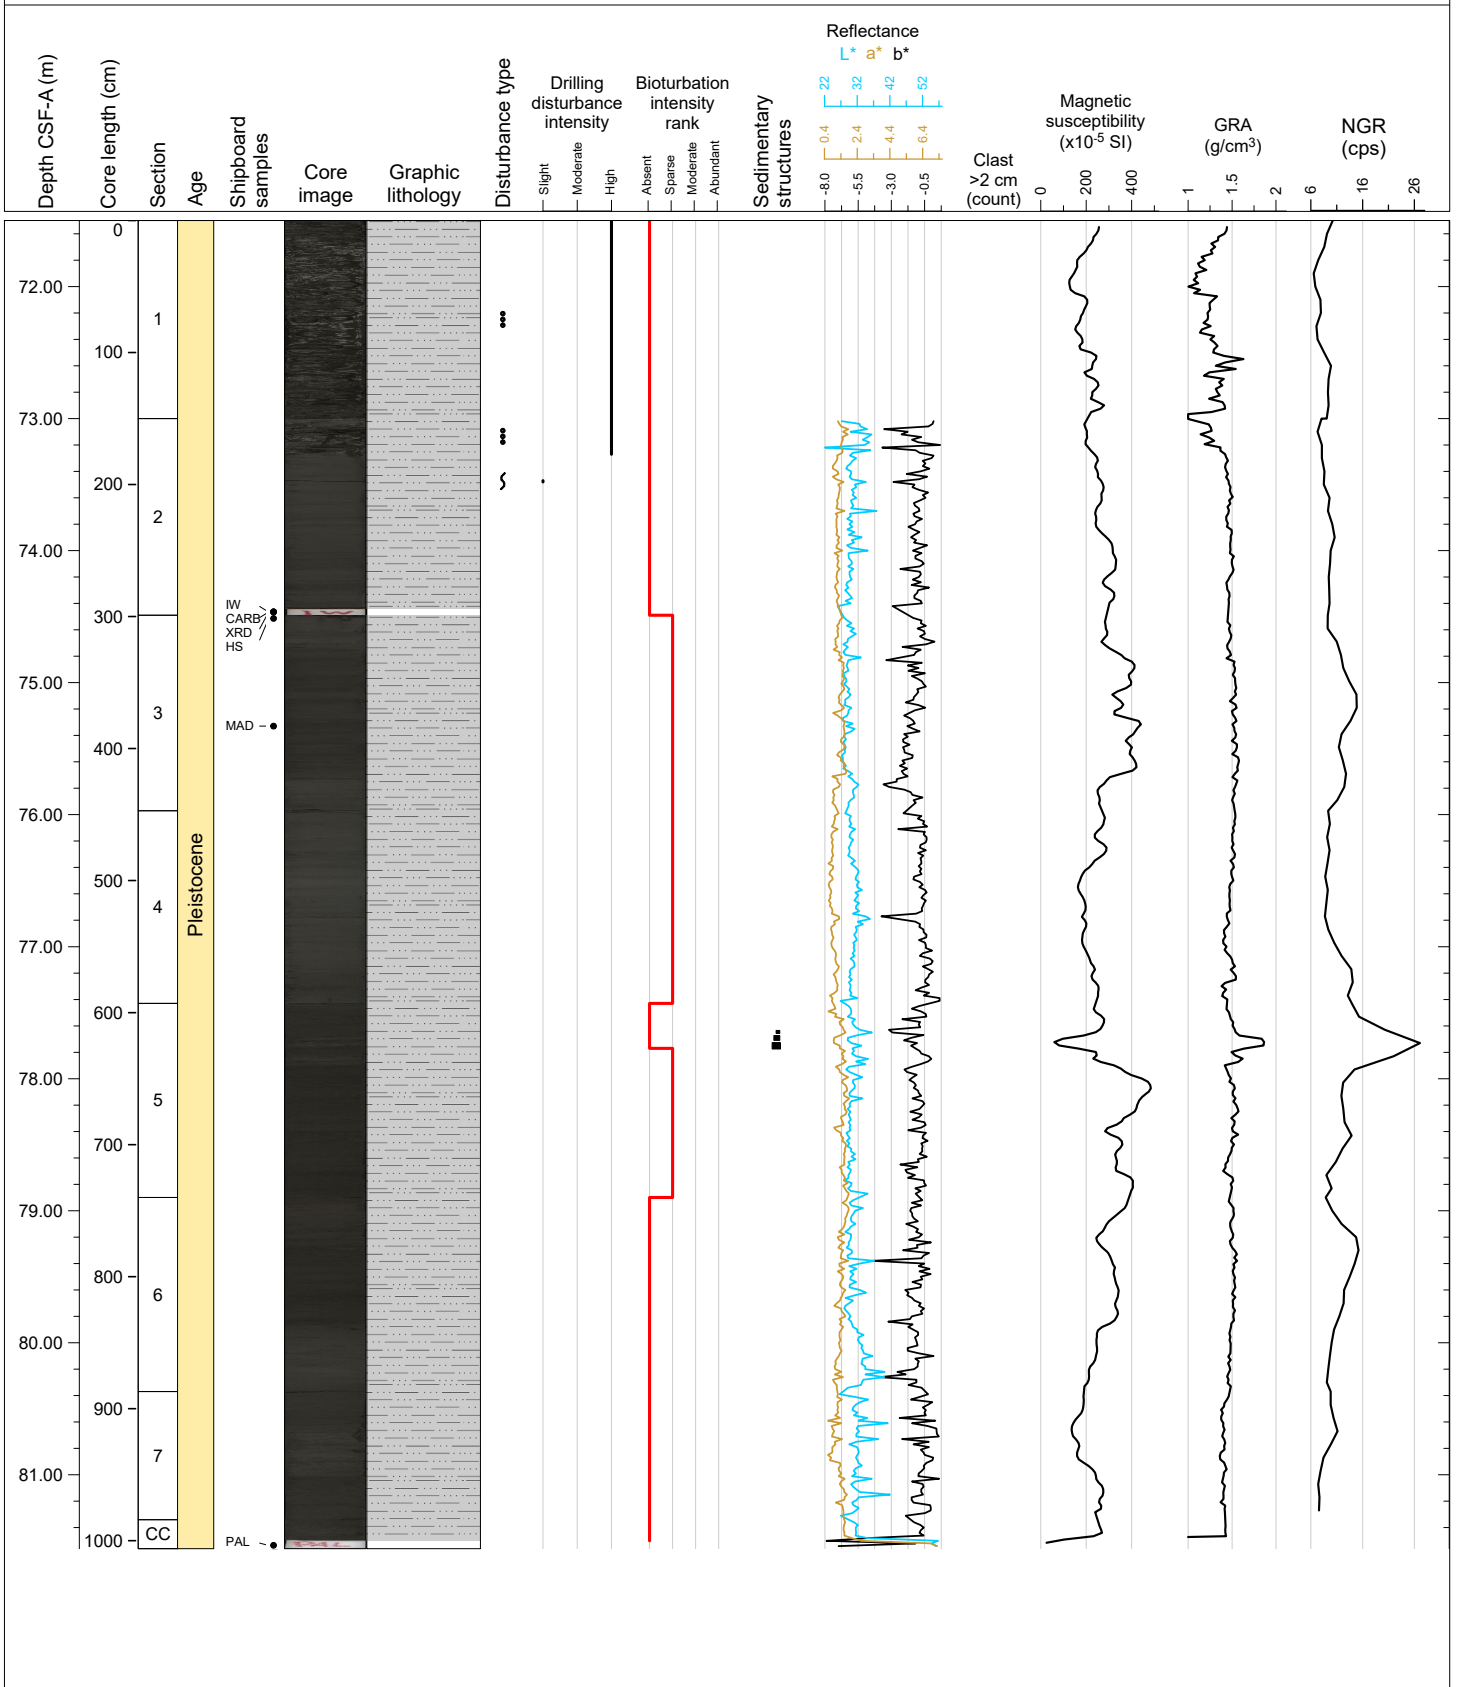 Depth CSF-A (m)
Core length (cm)
Section
Age
Shipboard
samples
Core
image
Graphic
lithology
Disturbance type
Drilling
disturbance
intensity
Slight
Moderate
High
Bioturbation
intensity
rank
Absent
Sparse
Moderate
Abundant
Sedimentary
structures
Reflectance
L* a* b*
22 32 42 52
0.4 2.4 4.4 6.4
-8.0 -5.5 -3.0 -0.5
Clast
>2 cm
(count)
Magnetic
susceptibility
(x10-5 SI)
0 200 400
GRA
(g/cm3)
1 1.5 2
NGR
(cps)
6 16 26
0
72.00
1
100
73.00
200
2
74.00
IW
300
CARB
XRD
HS
75.00
3
MAD
400
76.00
Pleistocene
500
4
77.00
600
78.00
5
700
79.00
800
6
80.00
900
7
81.00
CC
1000
PAL
IW
PAL